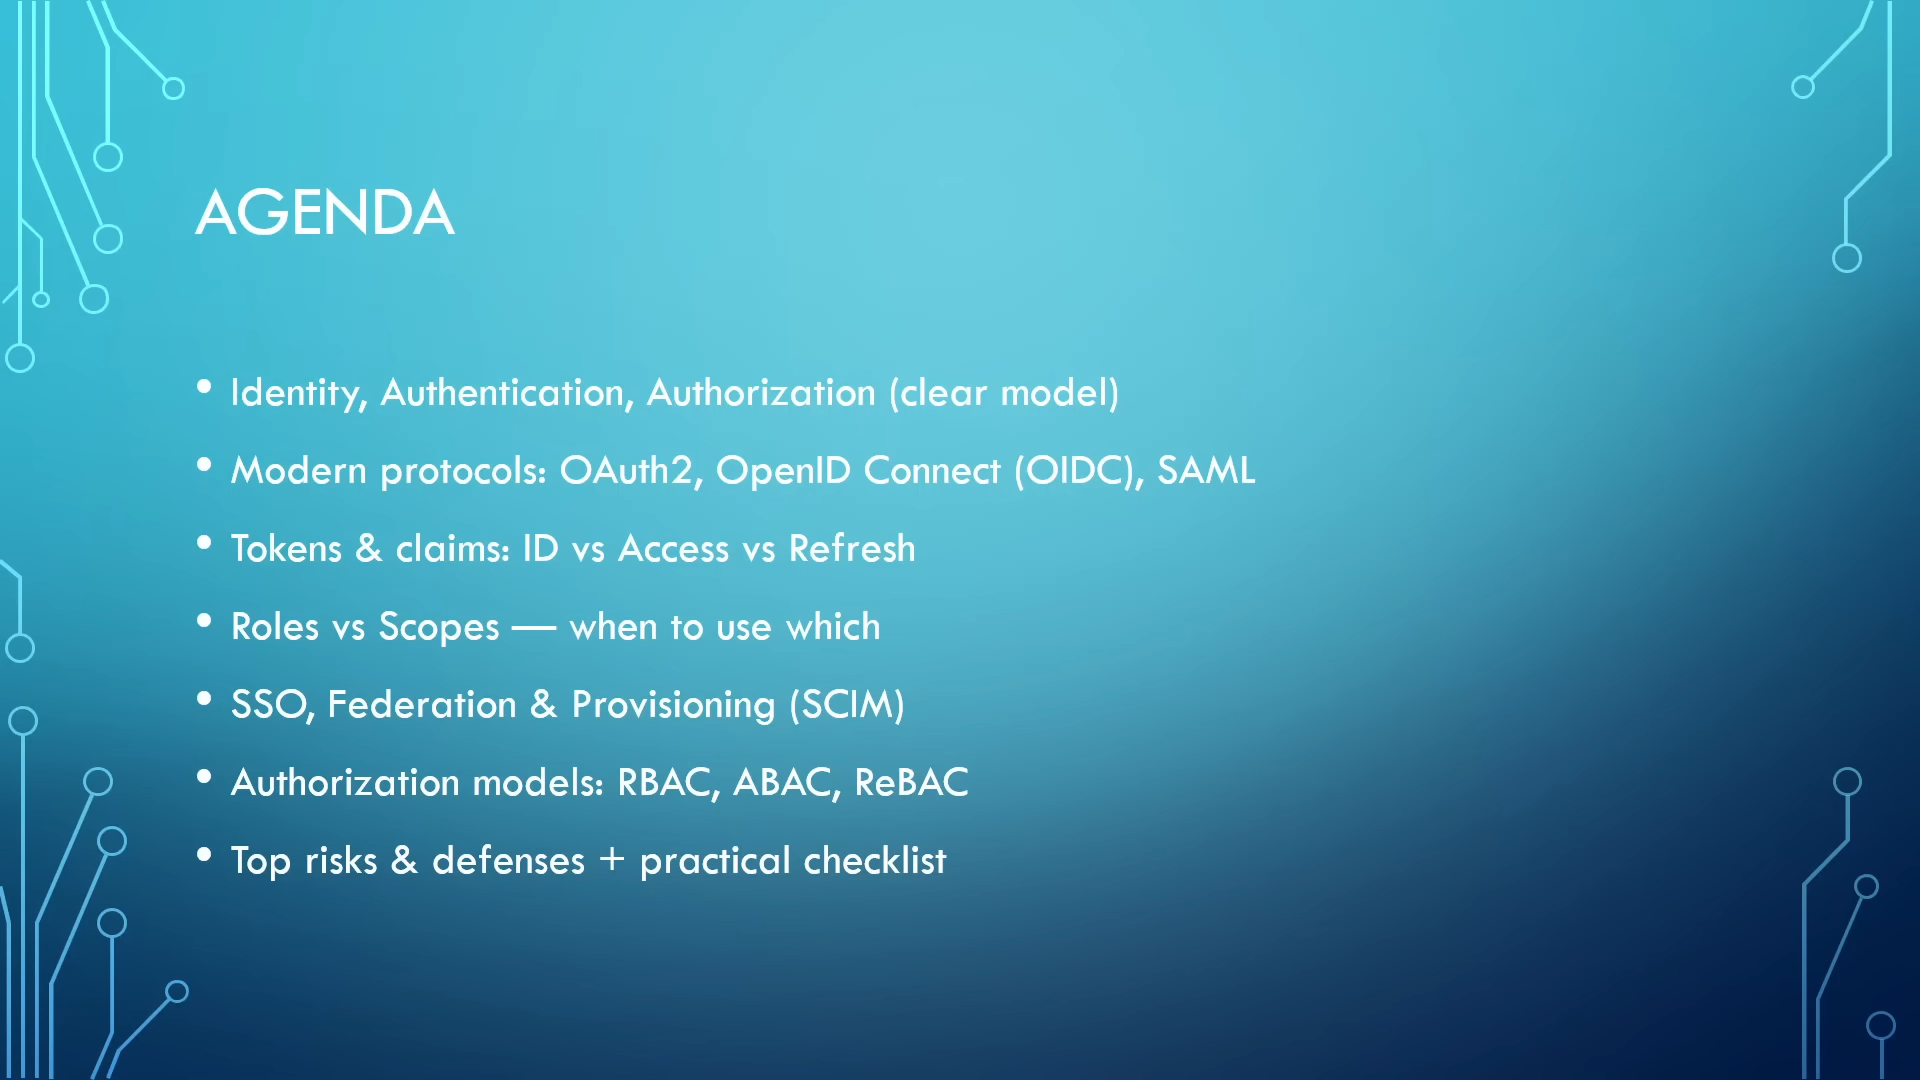 AGENDA
• Identity, Authentication, Authorization (clear model)
• Modern protocols: OAuth2, OpenID Connect (OIDC), SAML
• Tokens & claims: ID vs Access vs Refresh
• Roles vs Scopes — when to use which
• SSO, Federation & Provisioning (SCIM)
• Authorization models: RBAC, ABAC, ReBAC
• Top risks & defenses + practical checklist